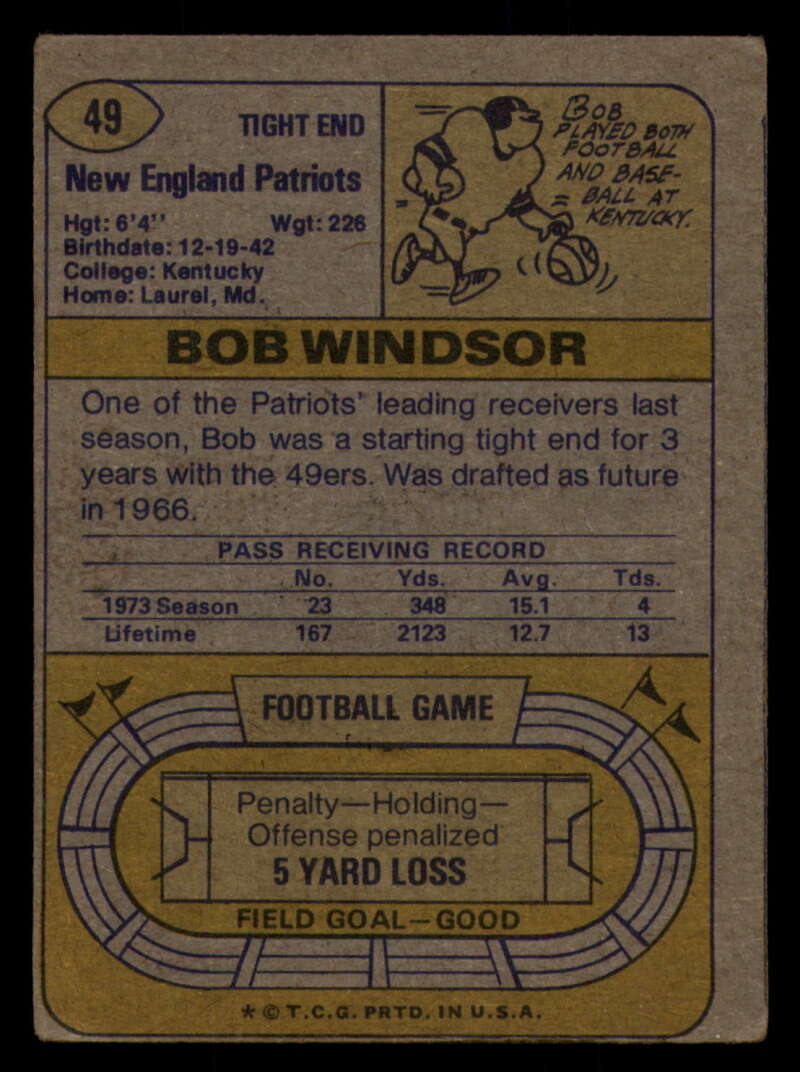 49
TIGHT END
New England Patriots
Hgt: 6'4" Wgt: 226
Birthdate: 12-19-42
College: Kentucky
Home: Laurel, Md.
BOB
PLAYED BOTH
FOOTBALL
AND BASE-
BALL AT
KENTUCKY.
BOB WINDSOR
One of the Patriots' leading receivers last
season, Bob was a starting tight end for 3
years with the 49ers. Was drafted as future
in 1966.
PASS RECEIVING RECORD
No. Yds. Avg. Tds.
1973 Season 23 348 15.1 4
Lifetime 167 2123 12.7 13
FOOTBALL GAME
Penalty—Holding—
Offense penalized
5 YARD LOSS
FIELD GOAL—GOOD
* © T.C.G. PRTD. IN U.S.A.